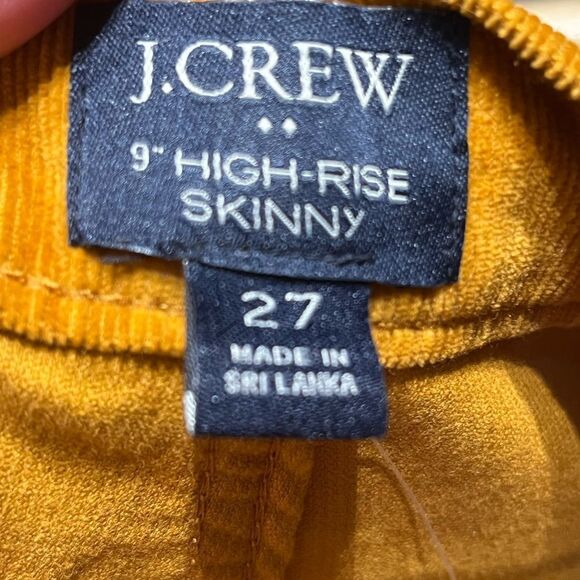 J.CREW
9" HIGH-RISE
SKINNY
27
MADE IN
SRI LANKA